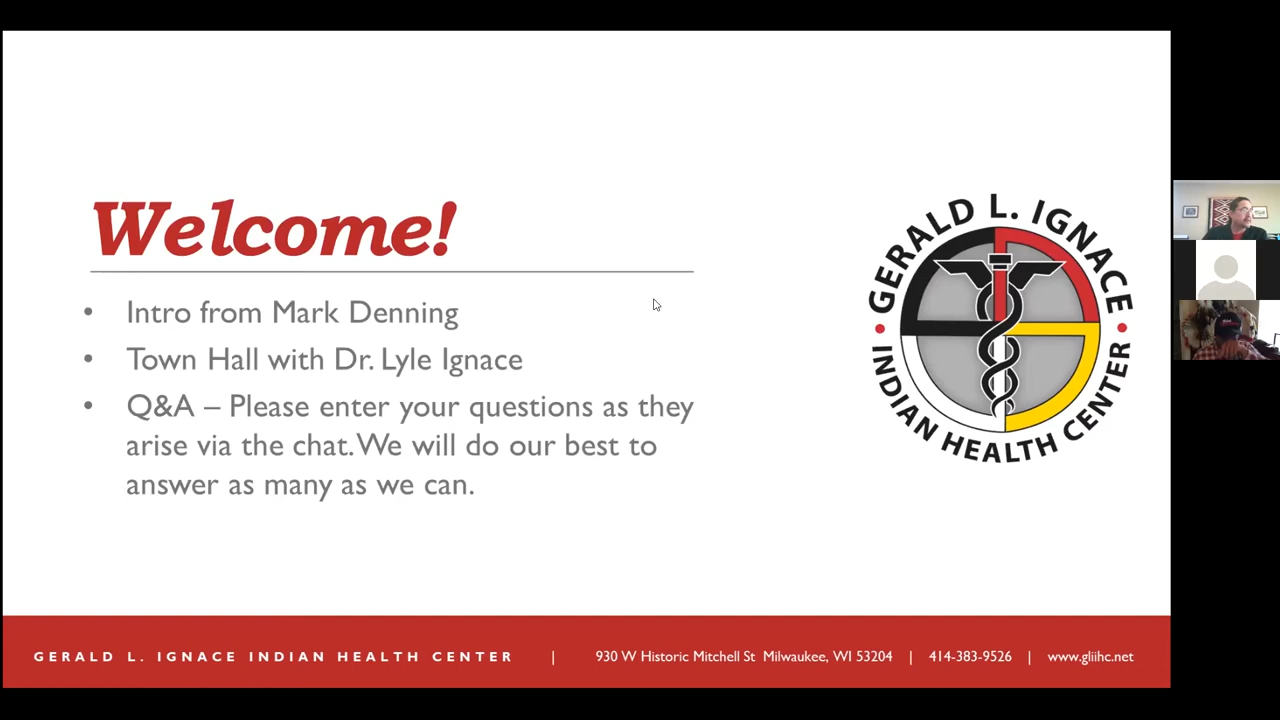 Welcome!
• Intro from Mark Denning
• Town Hall with Dr. Lyle Ignace
• Q&A – Please enter your questions as they
arise via the chat. We will do our best to
answer as many as we can.
GERALD L. IGNACE
INDIAN HEALTH CENTER
GERALD L. IGNACE INDIAN HEALTH CENTER | 930 W Historic Mitchell St Milwaukee, WI 53204 | 414-383-9526 | www.gliihc.net